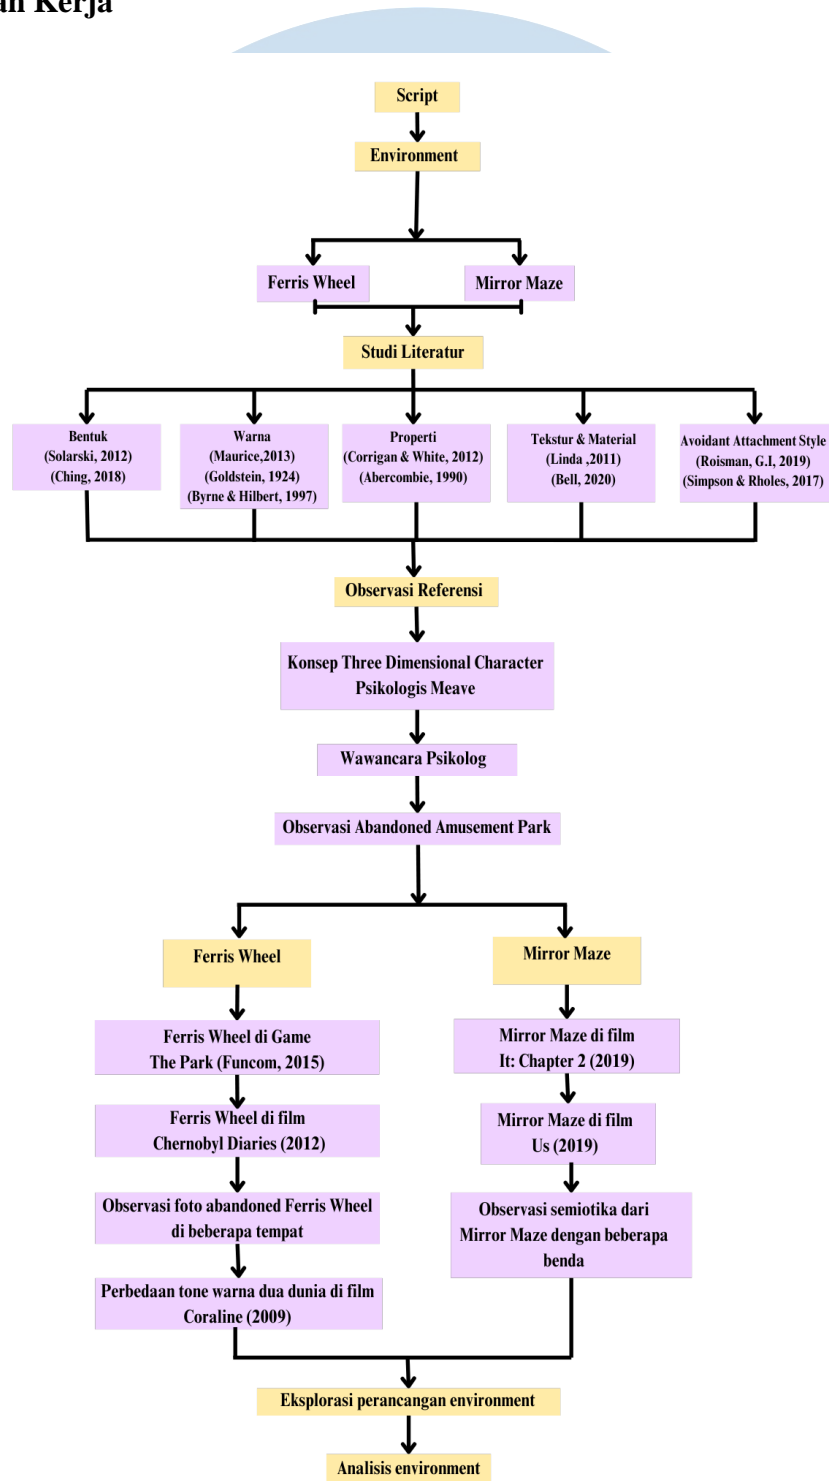 Kerja
Script
Environment
Ferris Wheel
Mirror Maze
Studi Literatur
Bentuk
(Solarski, 2012)
(Ching, 2018)
Warna
(Maurice,2013)
(Goldstein, 1924)
(Byrne & Hilbert, 1997)
Properti
(Corrigan & White, 2012)
(Abercombie, 1990)
Tekstur & Material
(Linda ,2011)
(Bell, 2020)
Avoidant Attachment Style
(Roisman, G.I, 2019)
(Simpson & Rholes, 2017)
Observasi Referensi
Konsep Three Dimensional Character
Psikologis Meave
Wawancara Psikolog
Observasi Abandoned Amusement Park
Ferris Wheel
Ferris Wheel di Game
The Park (Funcom, 2015)
Ferris Wheel di film
Chernobyl Diaries (2012)
Observasi foto abandoned Ferris Wheel
di beberapa tempat
Perbedaan tone warna dua dunia di film
Coraline (2009)
Mirror Maze
Mirror Maze di film
It: Chapter 2 (2019)
Mirror Maze di film
Us (2019)
Observasi semiotika dari
Mirror Maze dengan beberapa
benda
Eksplorasi perancangan environment
Analisis environment